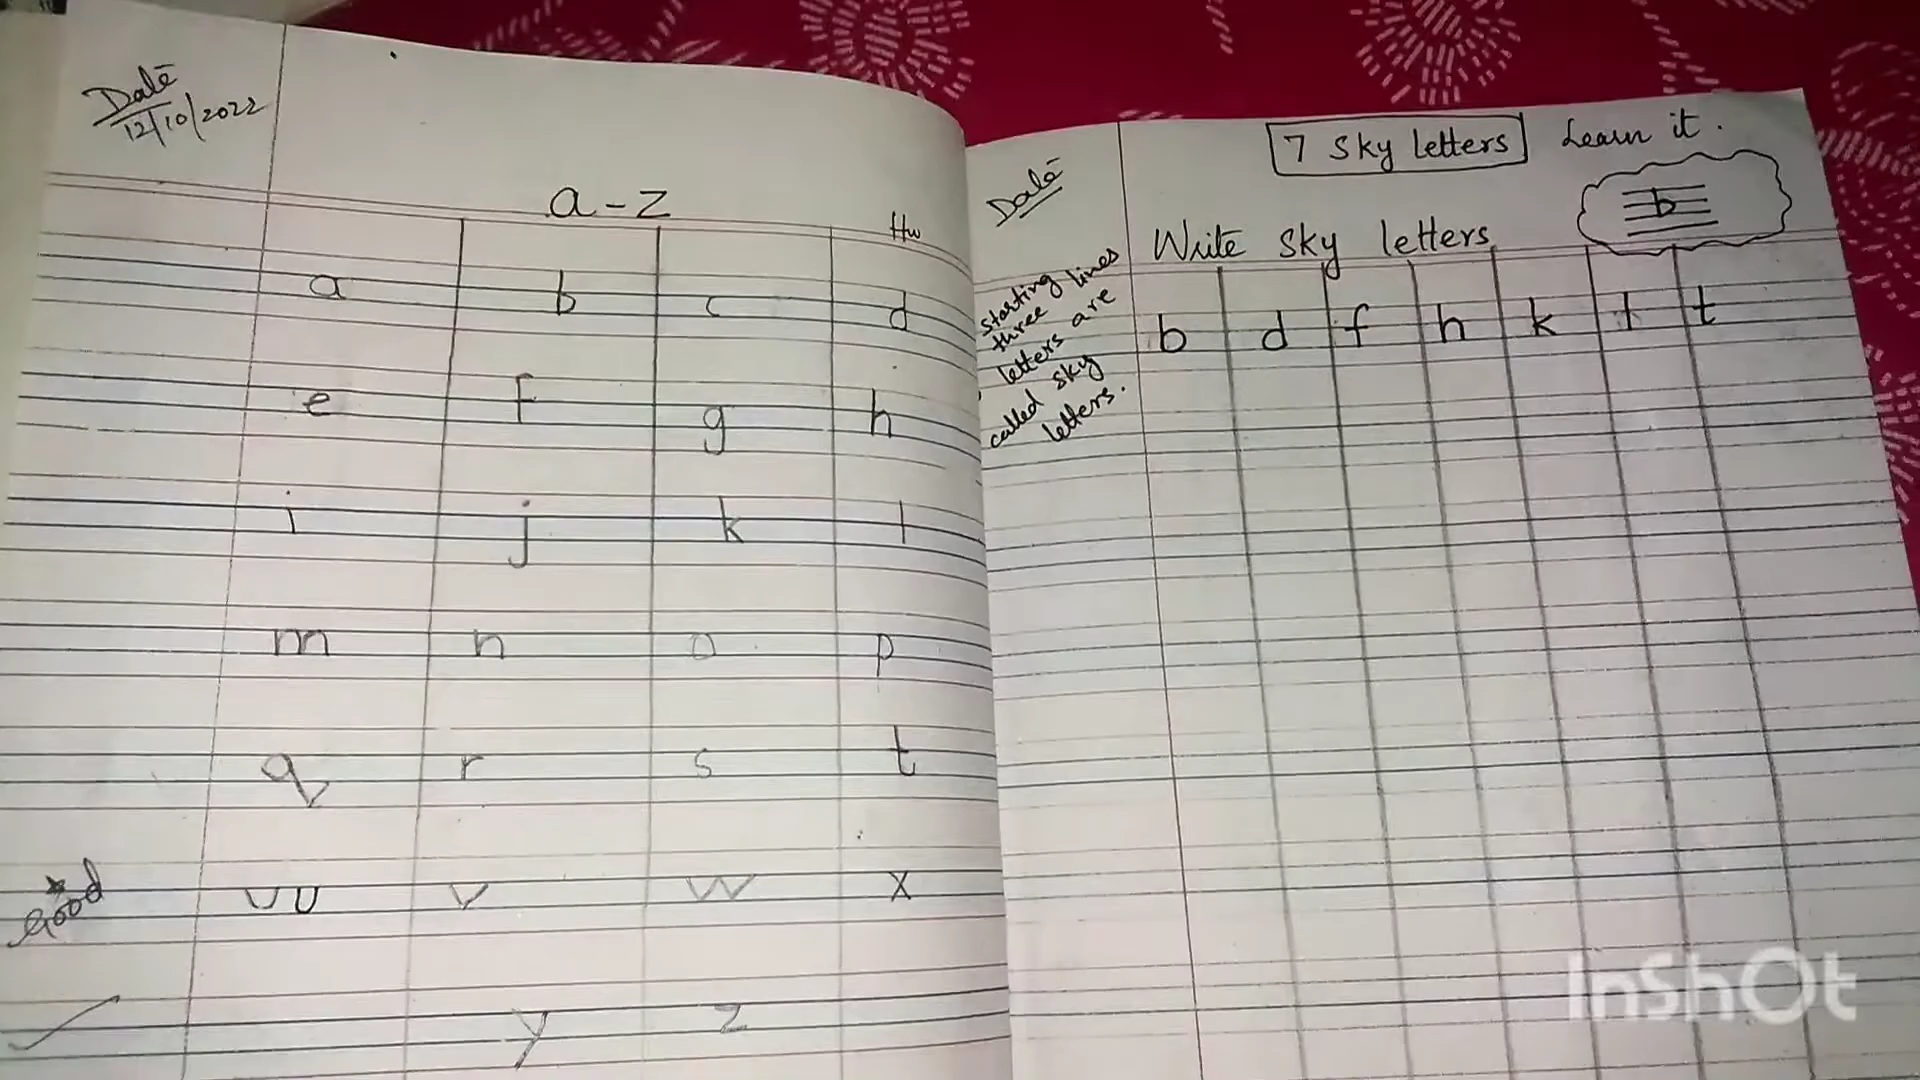 Date
12/10/2022
a-z
Hw
a b c d
e f g h
i j k l
m n o p
q r s t
u u v w x
y z
Good
7 Sky letters Learn it.
Date
b
Write sky letters
starting lines
three
letters are
called sky
letters.
b d f h k l t
InShOt